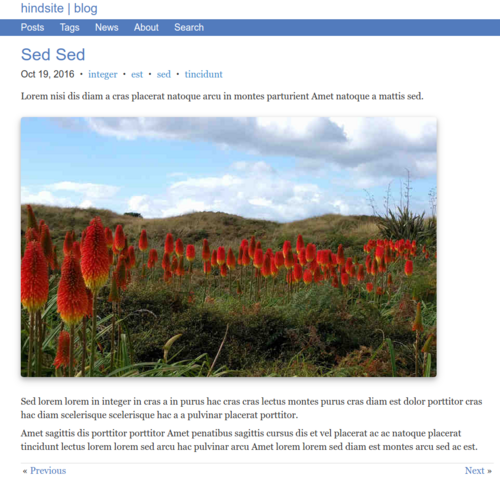 hindsite | blog
Posts Tags News About Search
Sed Sed
Oct 19, 2016 • integer • est • sed • tincidunt
Lorem nisi dis diam a cras placerat natoque arcu in montes parturient Amet natoque a mattis sed.
Sed lorem lorem in integer in cras a in purus hac cras cras lectus montes purus cras diam est dolor porttitor cras
hac diam scelerisque scelerisque hac a a pulvinar placerat porttitor.
Amet sagittis dis porttitor porttitor Amet penatibus sagittis cursus dis et vel placerat ac ac natoque placerat
tincidunt lectus lorem lorem sed arcu hac pulvinar arcu Amet lorem lorem sed diam est montes arcu sed ac est.
« Previous Next »